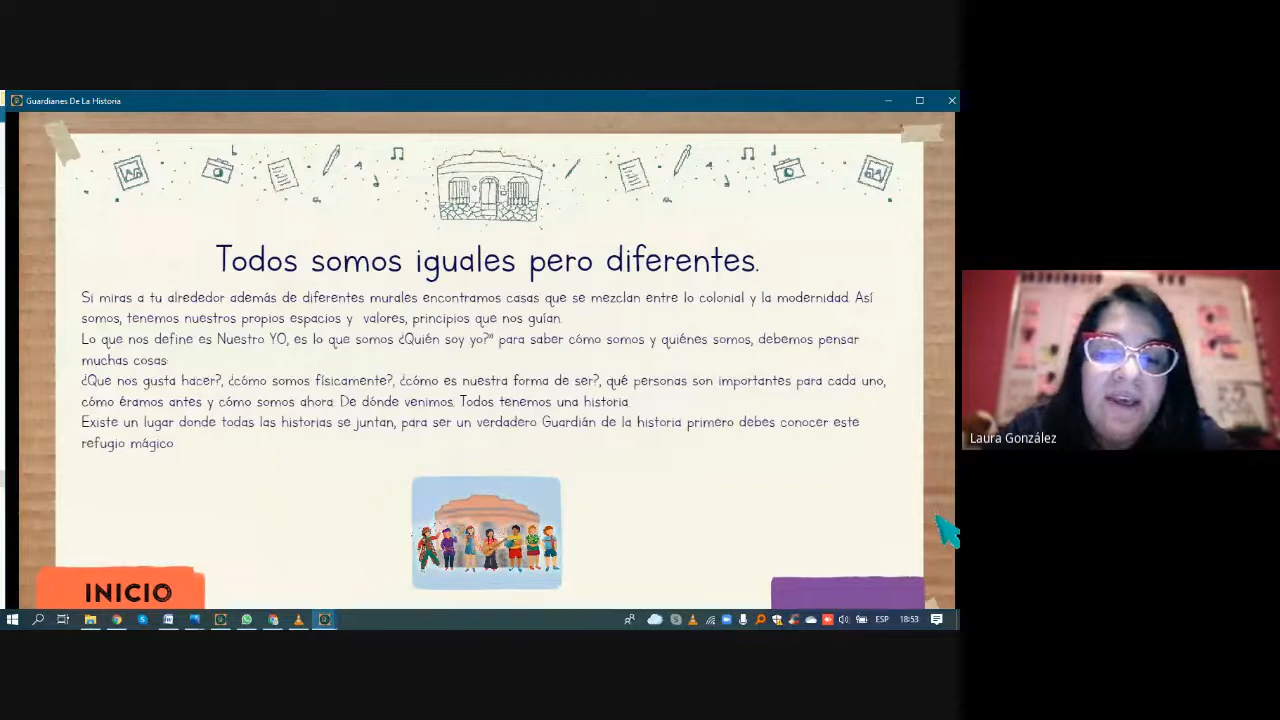 Guardianes De La Historia
Todos somos iguales pero diferentes.
Si miras a tu alrededor además de diferentes murales encontramos casas que se mezclan entre lo colonial y la modernidad. Así
somos, tenemos nuestros propios espacios y valores, principios que nos guían.
Lo que nos define es Nuestro YO, es lo que somos ¿Quién soy yo?" para saber cómo somos y quiénes somos, debemos pensar
muchas cosas:
¿Que nos gusta hacer?, ¿cómo somos físicamente?, ¿cómo es nuestra forma de ser?, qué personas son importantes para cada uno,
cómo éramos antes y cómo somos ahora. De dónde venimos. Todos tenemos una historia.
Existe un lugar donde todas las historias se juntan, para ser un verdadero Guardián de la historia primero debes conocer este
refugio mágico
INICIO
Laura González
ESP
18:53